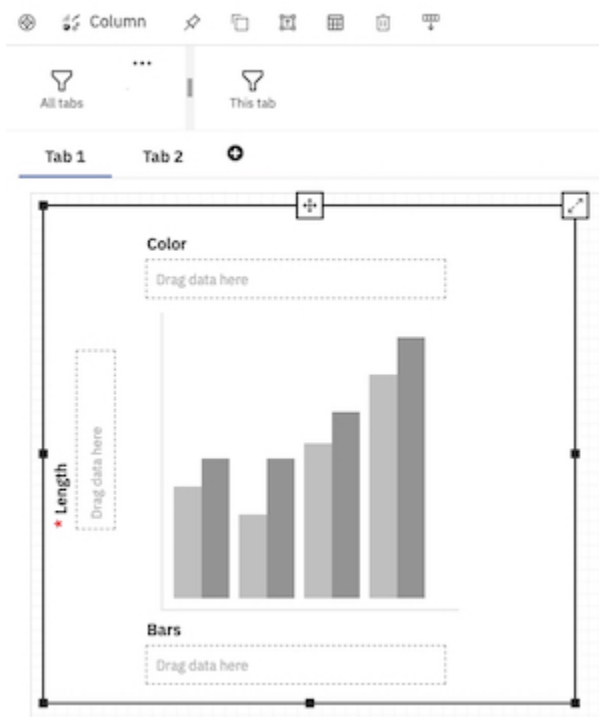 Column
All tabs
This tab
Tab 1
Tab 2
Color
Drag data here
* Length
Drag data here
Bars
Drag data here